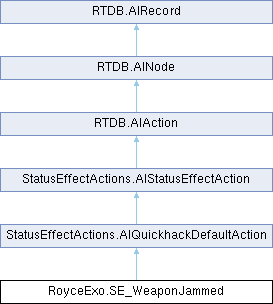 RTDB.AIRecord
RTDB.AINode
RTDB.AIAction
StatusEffectActions.AIStatusEffectAction
StatusEffectActions.AIQuickhackDefaultAction
RoyceExo.SE_WeaponJammed